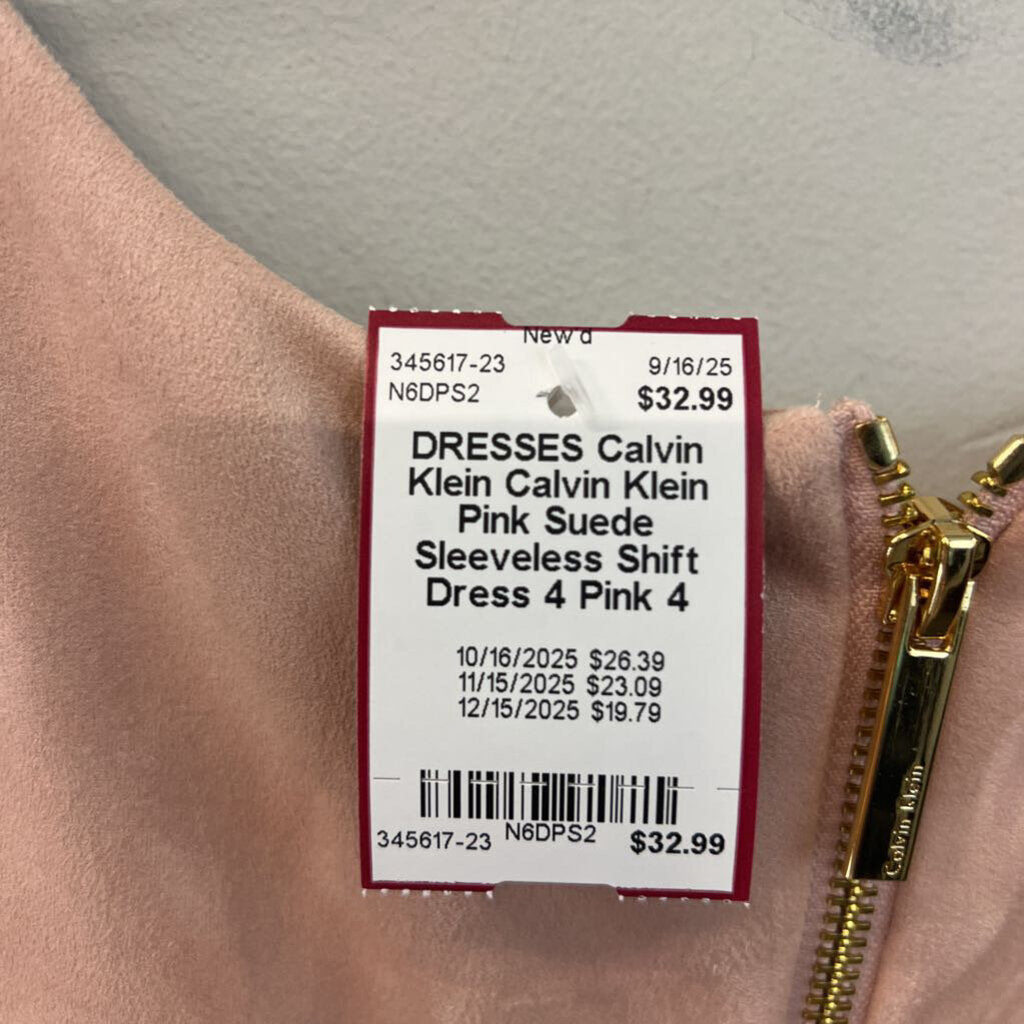 New'd
345617-23 9/16/25
N6DPS2 $32.99
DRESSES Calvin
Klein Calvin Klein
Pink Suede
Sleeveless Shift
Dress 4 Pink 4
10/16/2025 $26.39
11/15/2025 $23.09
12/15/2025 $19.79
345617-23 N6DPS2 $32.99
Calvin Klein